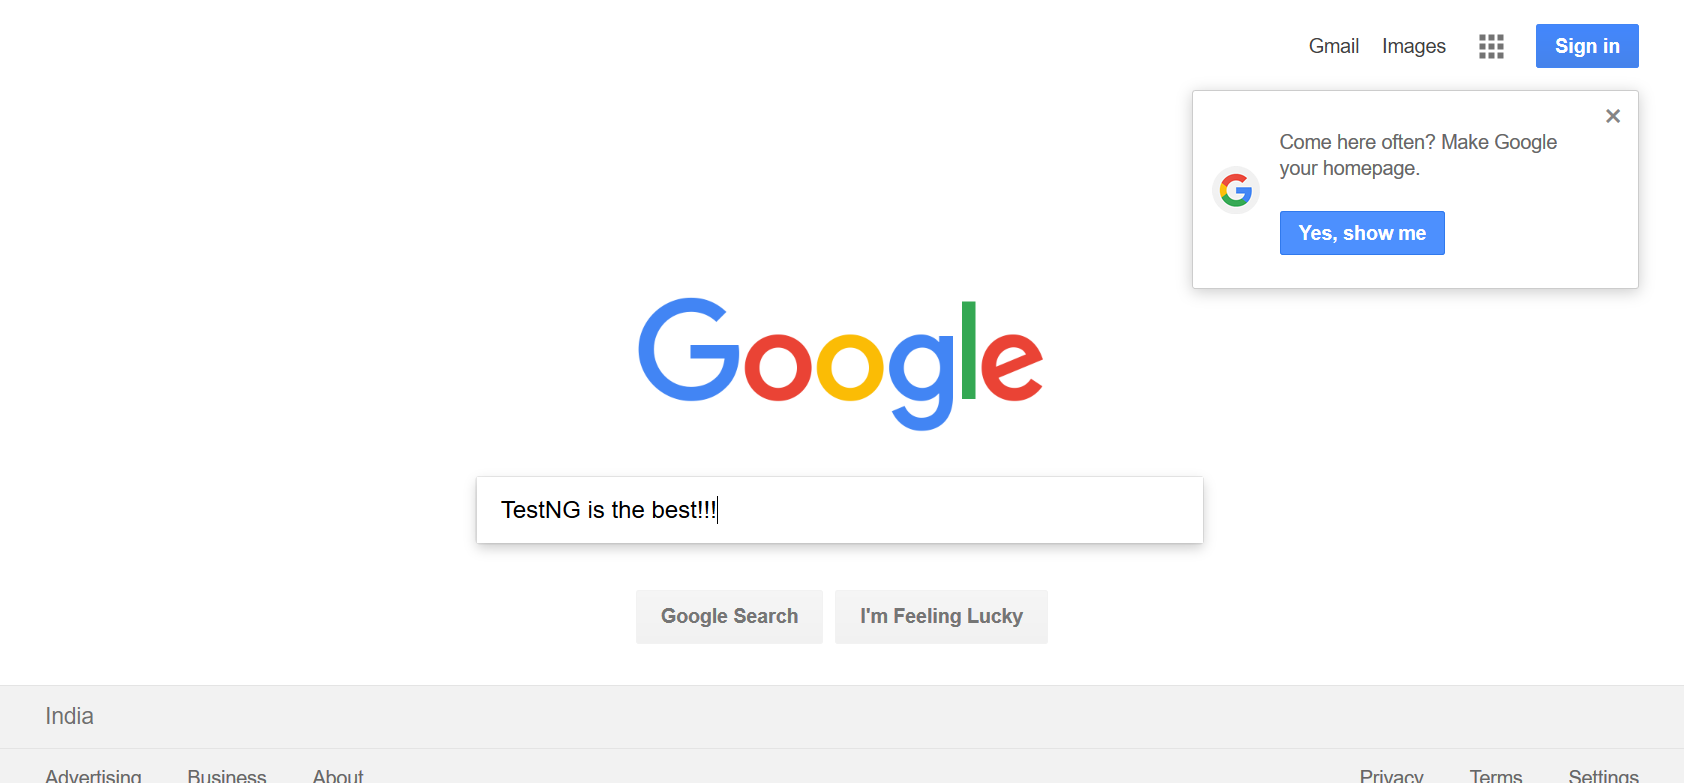 Gmail Images Sign in
Come here often? Make Google
your homepage.
Yes, show me
Google
TestNG is the best!!!
Google Search I'm Feeling Lucky
India
Advertising Business About Privacy Terms Settings